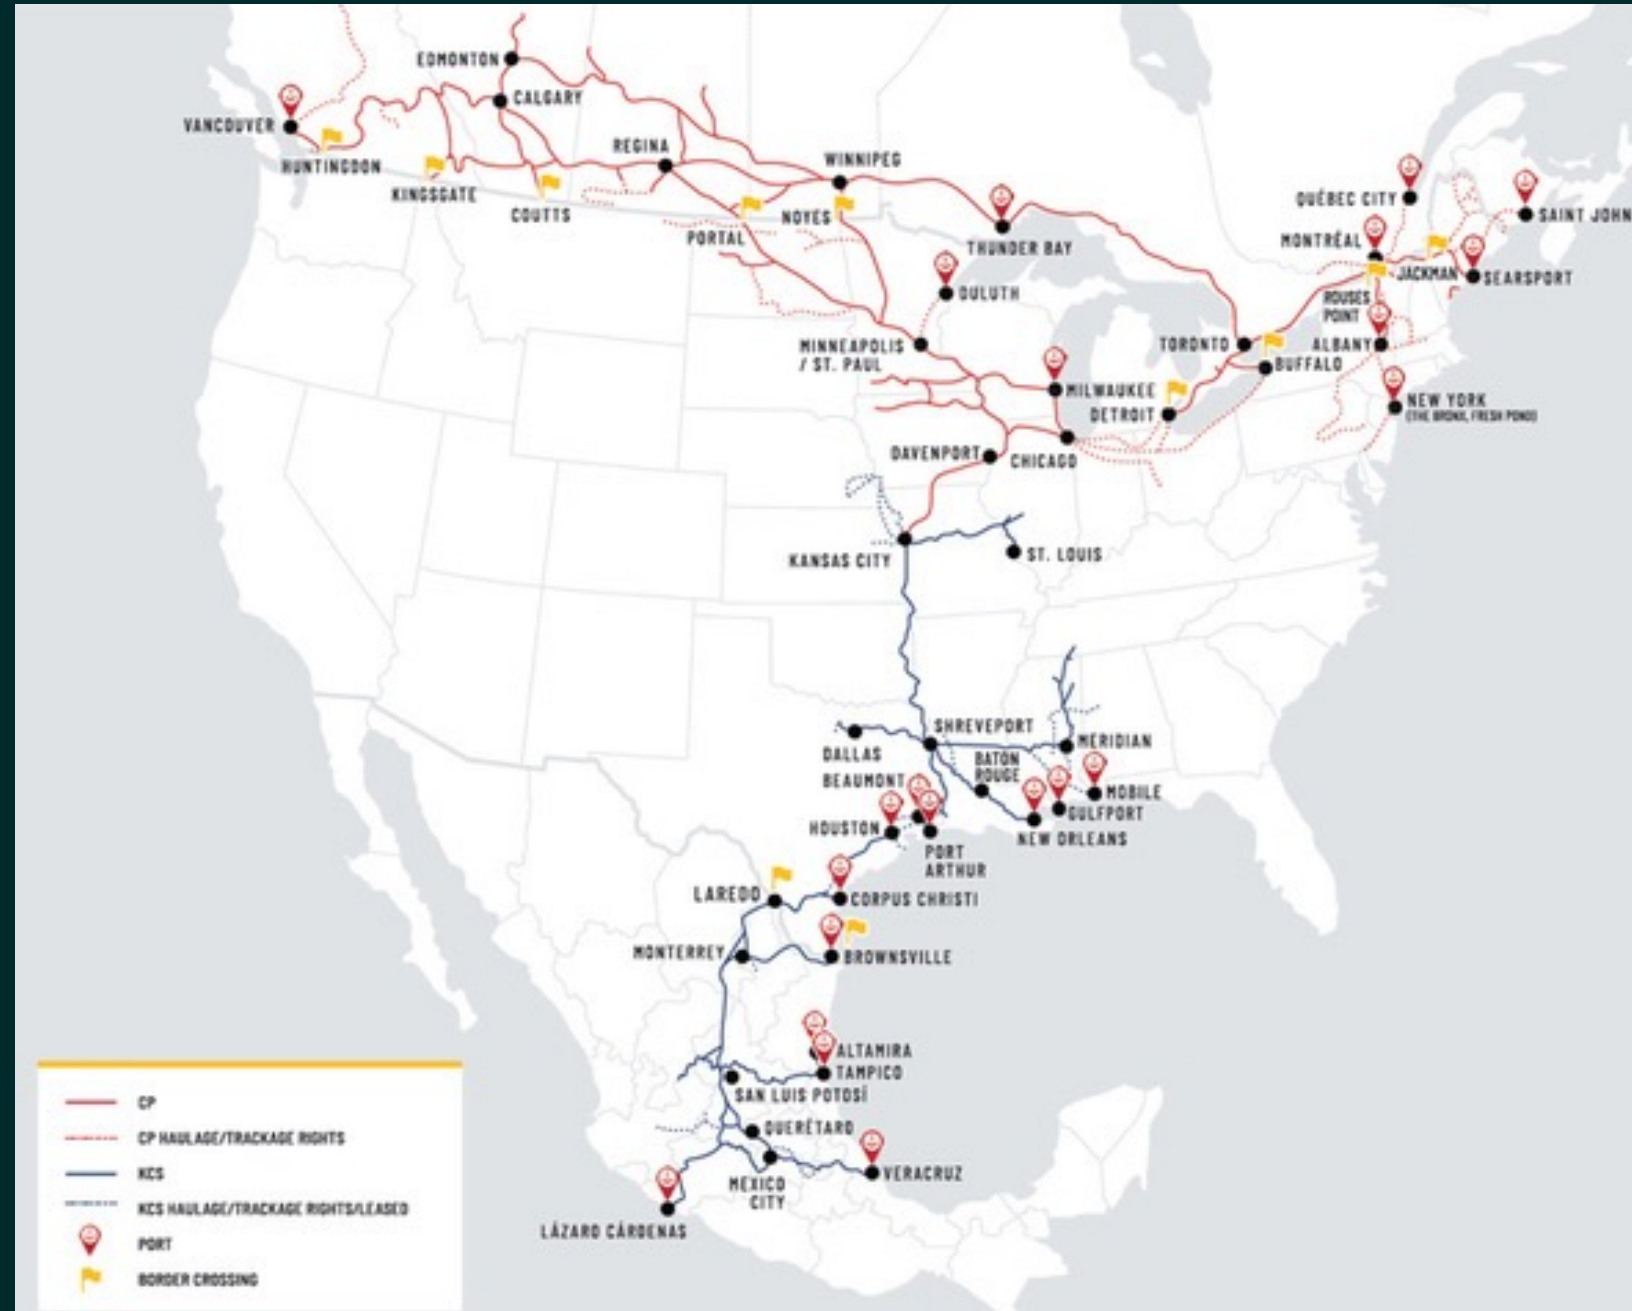 EDMONTON
CALGARY
VANCOUVER
HUNTINGDON
KINGSGATE
COUTTS
REGINA
WINNIPEG
PORTAL
NOYES
THUNDER BAY
DULUTH
MINNEAPOLIS
/ ST. PAUL
QUÉBEC CITY
SAINT JOHN
MONTRÉAL
JACKMAN
SEARSPORT
ROUSES
POINT
TORONTO
ALBANY
BUFFALO
MILWAUKEE
DETROIT
NEW YORK
(THE BRONX, FRESH POND)
DAVENPORT
CHICAGO
KANSAS CITY
ST. LOUIS
SHREVEPORT
DALLAS
MERIDIAN
BATON
ROUGE
BEAUMONT
MOBILE
GULFPORT
HOUSTON
NEW ORLEANS
PORT
ARTHUR
LAREDO
CORPUS CHRISTI
MONTERREY
BROWNSVILLE
ALTAMIRA
TAMPICO
SAN LUIS POTOSÍ
QUERÉTARO
VERACRUZ
MEXICO
CITY
LÁZARO CÁRDENAS
CP
CP HAULAGE/TRACKAGE RIGHTS
KCS
KCS HAULAGE/TRACKAGE RIGHTS/LEASED
PORT
BORDER CROSSING